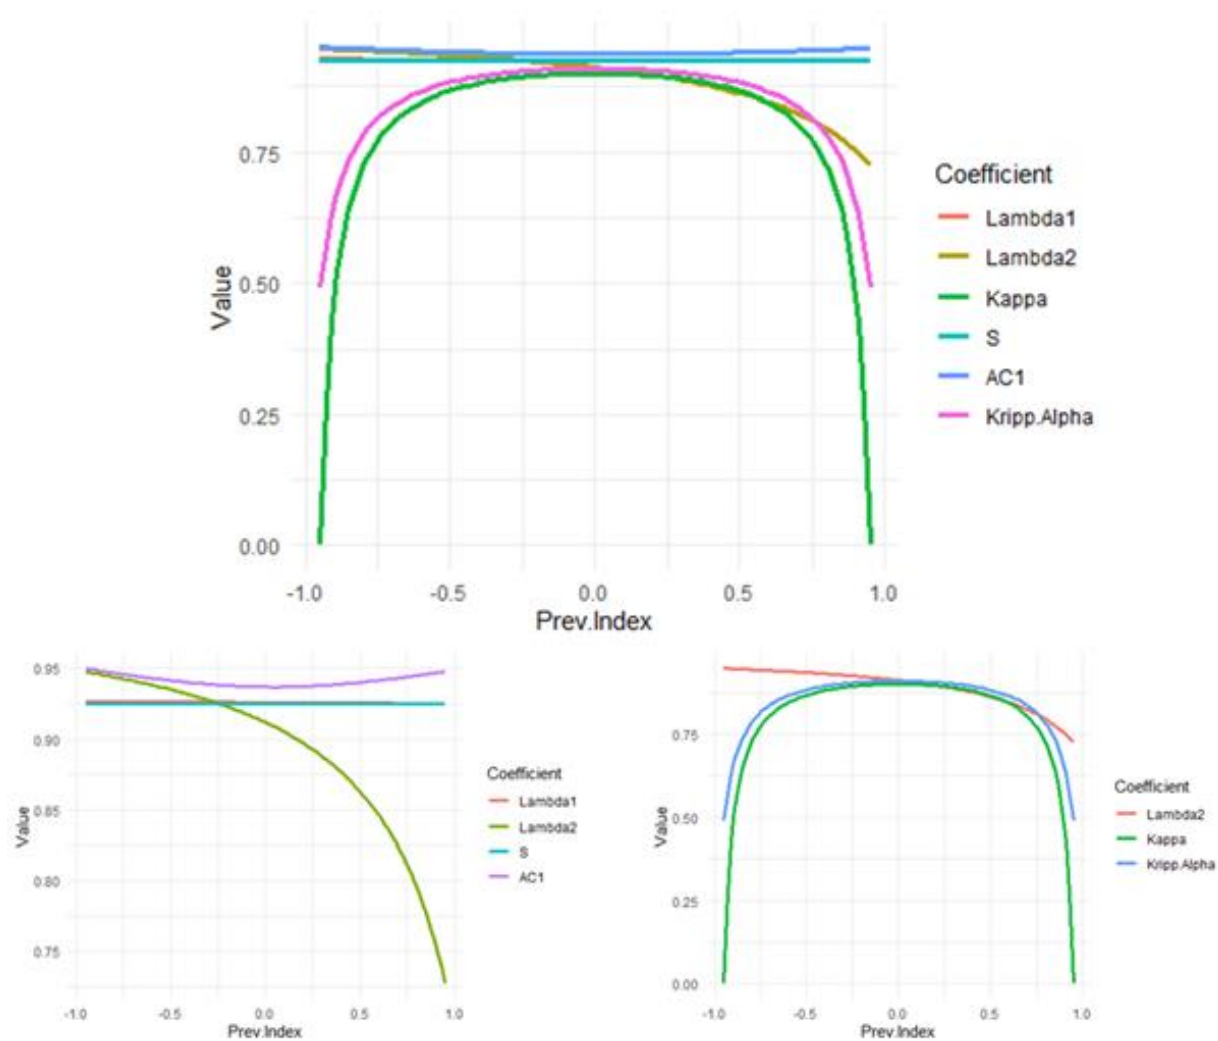 0.75
0.50
0.25
0.00
Value
-1.0 -0.5 0.0 0.5 1.0
Prev.Index
Coefficient
Lambda1
Lambda2
Kappa
S
AC1
Kripp.Alpha
0.95
0.90
0.85
0.80
0.75
Value
-1.0 -0.5 0.0 0.5 1.0
Prev.Index
Coefficient
Lambda1
Lambda2
S
AC1
0.75
0.50
0.25
0.00
Value
-1.0 -0.5 0.0 0.5 1.0
Prev.Index
Coefficient
Lambda2
Kappa
Kripp.Alpha